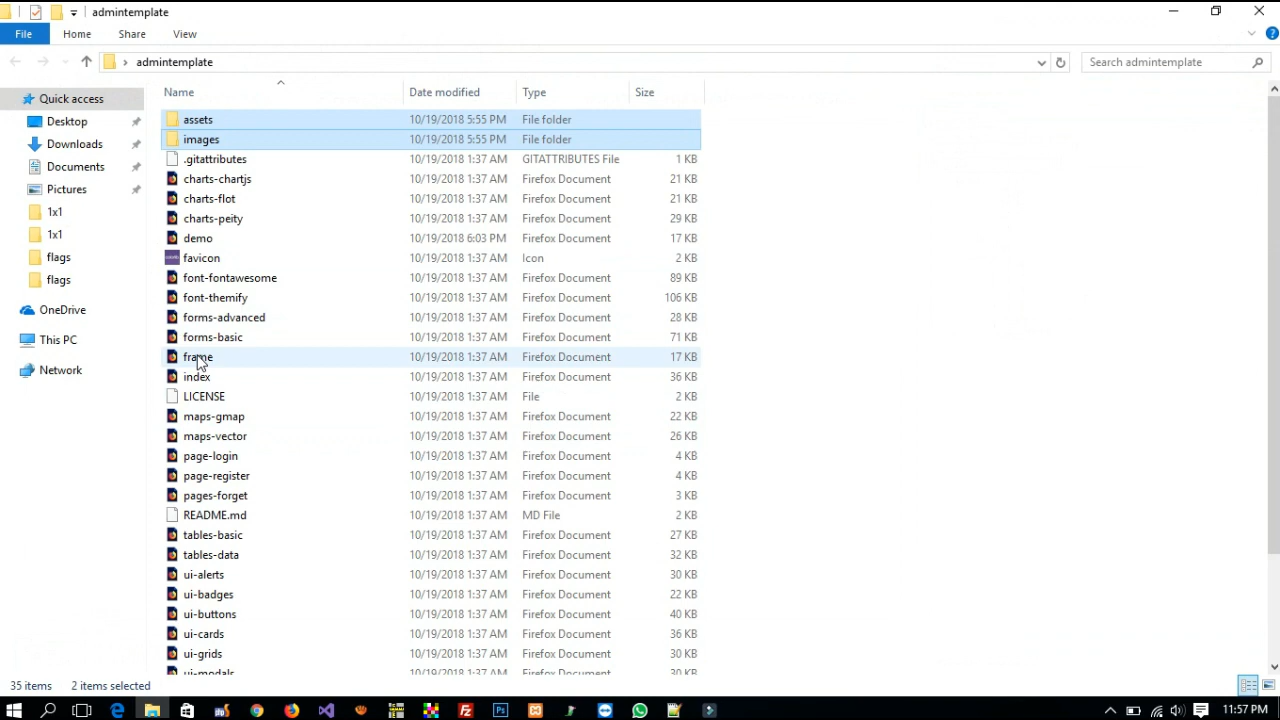 admintemplate
File Home Share View
admintemplate Search admintemplate
Name Date modified Type Size
Quick access
Desktop
Downloads
Documents
Pictures
1x1
1x1
flags
flags
OneDrive
This PC
Network
assets 10/19/2018 5:55 PM File folder
images 10/19/2018 5:55 PM File folder
.gitattributes 10/19/2018 1:37 AM GITATTRIBUTES File 1 KB
charts-chartjs 10/19/2018 1:37 AM Firefox Document 21 KB
charts-flot 10/19/2018 1:37 AM Firefox Document 21 KB
charts-peity 10/19/2018 1:37 AM Firefox Document 29 KB
demo 10/19/2018 6:03 PM Firefox Document 17 KB
favicon 10/19/2018 1:37 AM Icon 2 KB
font-fontawesome 10/19/2018 1:37 AM Firefox Document 89 KB
font-themify 10/19/2018 1:37 AM Firefox Document 106 KB
forms-advanced 10/19/2018 1:37 AM Firefox Document 28 KB
forms-basic 10/19/2018 1:37 AM Firefox Document 71 KB
frame 10/19/2018 1:37 AM Firefox Document 17 KB
index 10/19/2018 1:37 AM Firefox Document 36 KB
LICENSE 10/19/2018 1:37 AM File 2 KB
maps-gmap 10/19/2018 1:37 AM Firefox Document 22 KB
maps-vector 10/19/2018 1:37 AM Firefox Document 26 KB
page-login 10/19/2018 1:37 AM Firefox Document 4 KB
page-register 10/19/2018 1:37 AM Firefox Document 4 KB
pages-forget 10/19/2018 1:37 AM Firefox Document 3 KB
README.md 10/19/2018 1:37 AM MD File 2 KB
tables-basic 10/19/2018 1:37 AM Firefox Document 27 KB
tables-data 10/19/2018 1:37 AM Firefox Document 32 KB
ui-alerts 10/19/2018 1:37 AM Firefox Document 30 KB
ui-badges 10/19/2018 1:37 AM Firefox Document 22 KB
ui-buttons 10/19/2018 1:37 AM Firefox Document 40 KB
ui-cards 10/19/2018 1:37 AM Firefox Document 36 KB
ui-grids 10/19/2018 1:37 AM Firefox Document 30 KB
ui-modals 10/19/2018 1:37 AM Firefox Document 30 KB
35 items 2 items selected
11:57 PM